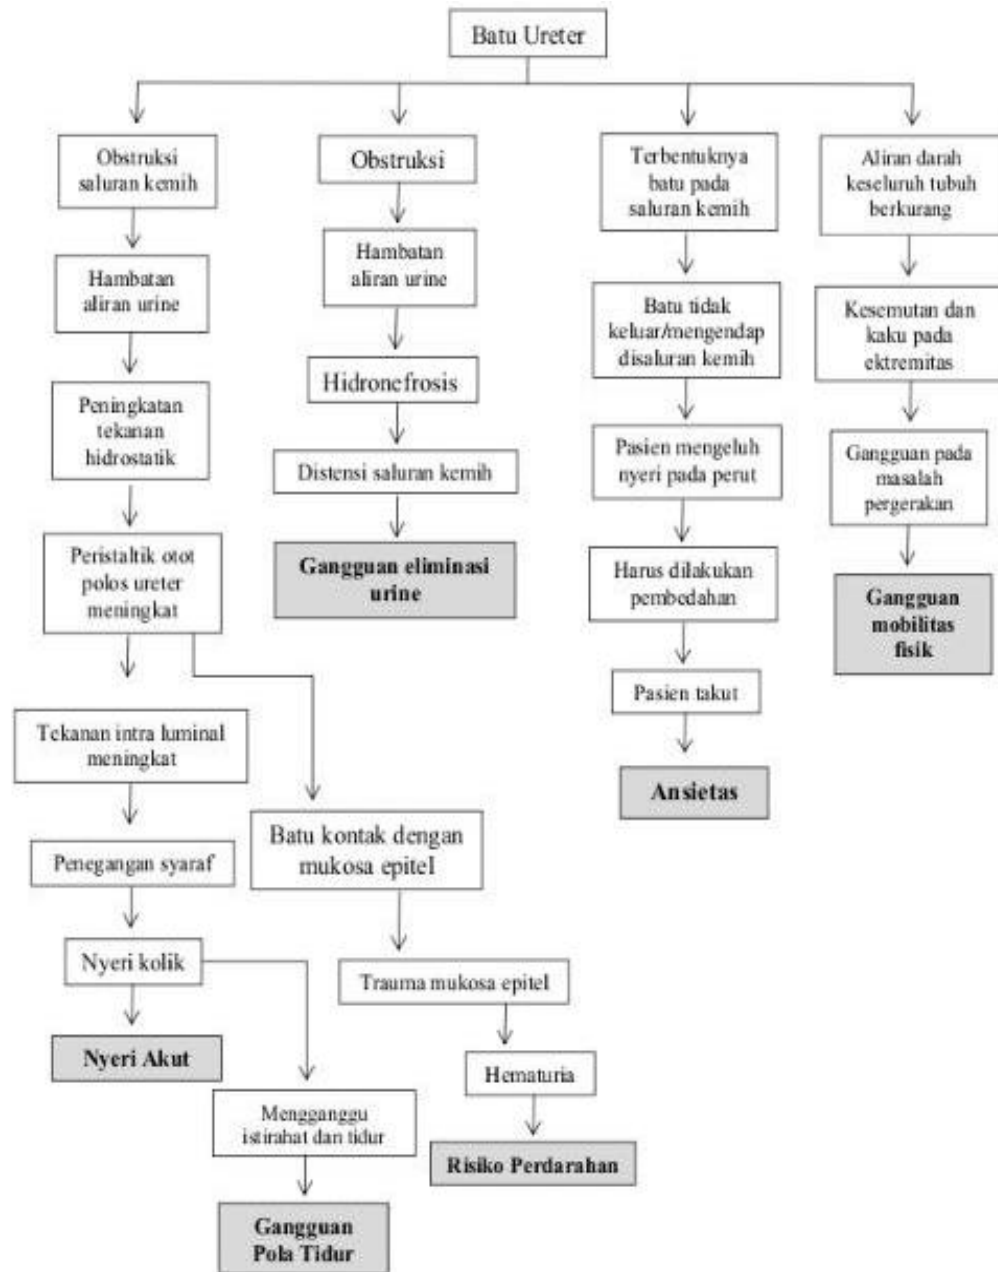 Batu Ureter
Obstruksi
saluran kemih
Hambatan
aliran urine
Peningkatan
tekanan
hidrostatik
Peristaltik otot
polos ureter
meningkat
Tekanan intra luminal
meningkat
Penegangan syaraf
Nyeri kolik
Nyeri Akut
Mengganggu
istirahat dan tidur
Gangguan
Pola Tidur
Batu kontak dengan
mukosa epitel
Trauma mukosa epitel
Hematuria
Risiko Perdarahan
Obstruksi
Hambatan
aliran urine
Hidronefrosis
Distensi saluran kemih
Gangguan eliminasi
urine
Terbentuknya
batu pada
saluran kemih
Batu tidak
keluar/mengendap
disaluran kemih
Pasien mengeluh
nyeri pada perut
Harus dilakukan
pembedahan
Pasien takut
Ansietas
Aliran darah
keseluruh tubuh
berkurang
Kesemutan dan
kaku pada
ektremitas
Gangguan pada
masalah
pergerakan
Gangguan
mobilitas
fisik